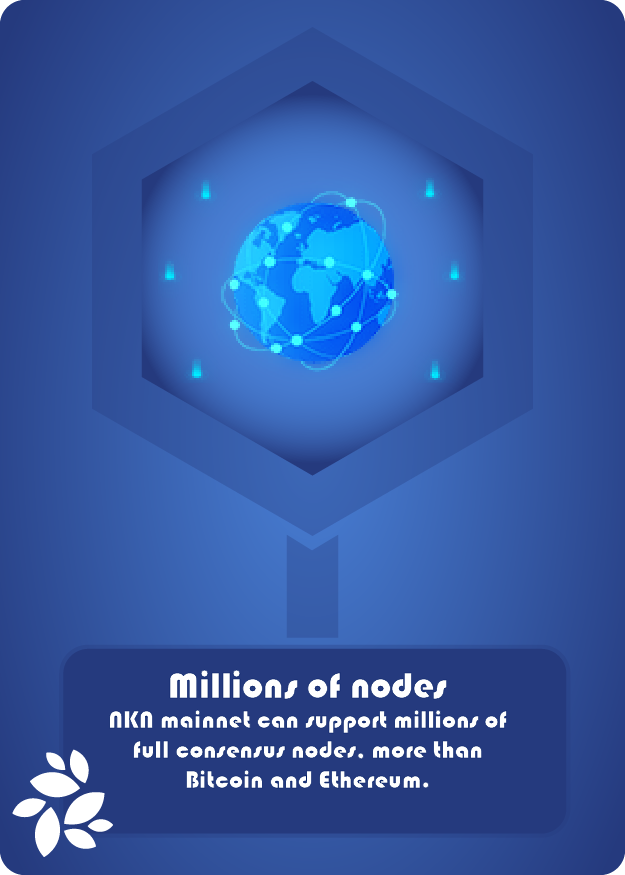 Millions of nodes
NKN mainnet can support millions of
full consensus nodes, more than
Bitcoin and Ethereum.